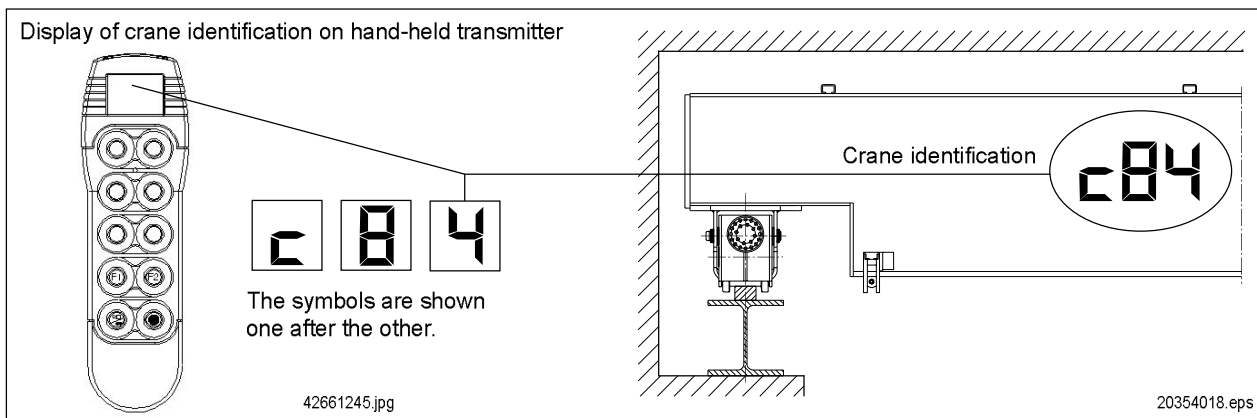 Display of crane identification on hand-held transmitter
Crane identification
c84
c 8 4
The symbols are shown
one after the other.
F1 F2
42661245.jpg
20354018.eps